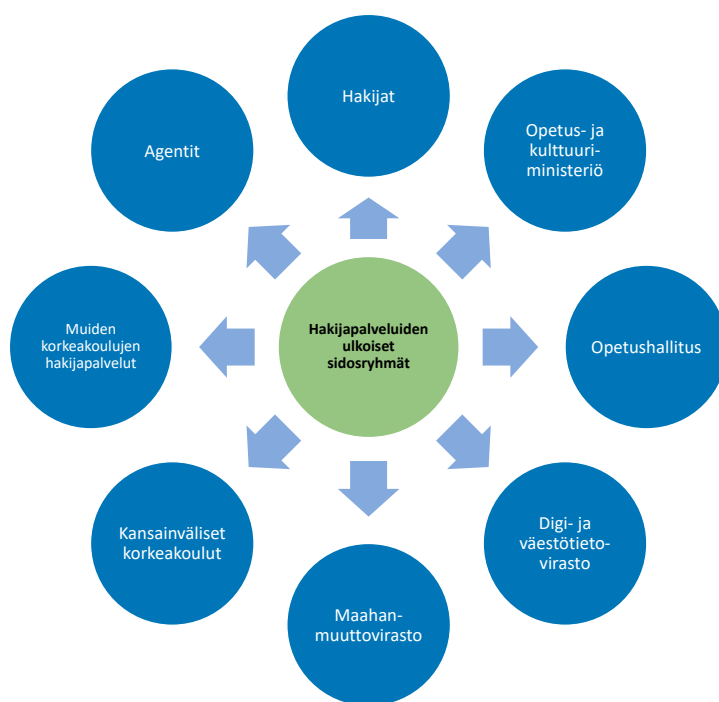 Hakijat
Opetus- ja
kulttuuri-
ministeriö
Opetushallitus
Digi- ja
väestötieto-
virasto
Maahan-
muuttovirasto
Kansainväliset
korkeakoulut
Muiden
korkeakoulujen
hakijapalvelut
Agentit
Hakijapalveluiden
ulkoiset
sidosryhmät